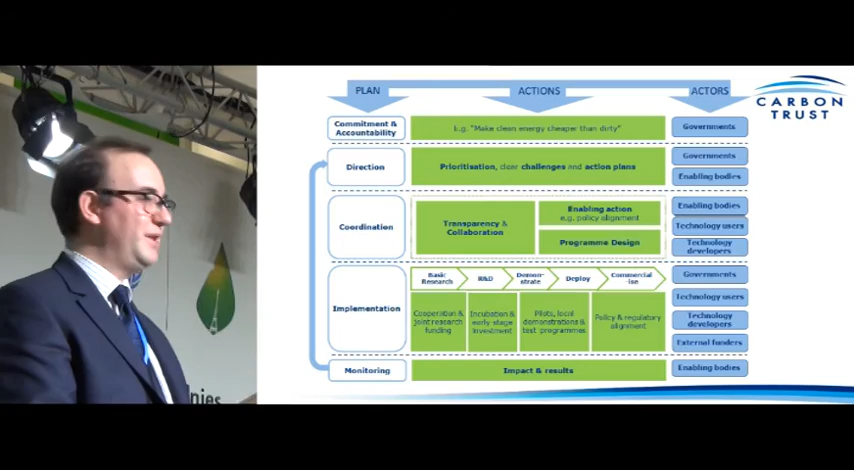 PLAN
ACTIONS
ACTORS
CARBON
TRUST
Commitment &
Accountability
E.g. "Make clean energy cheaper than dirty"
Governments
Direction
Prioritisation, clear challenges and action plans
Governments
Enabling bodies
Coordination
Transparency &
Collaboration
Enabling action
e.g. policy alignment
Programme Design
Enabling bodies
Technology users
Technology
developers
Implementation
Basic
Research
R&D
Demon-
strate
Deploy
Commercial
-ise
Cooperation &
joint research
funding
Incubation &
early-stage
investment
Pilots, local
demonstrations &
test programmes
Policy & regulatory
alignment
Governments
Technology users
Technology
developers
External funders
Monitoring
Impact & results
Enabling bodies